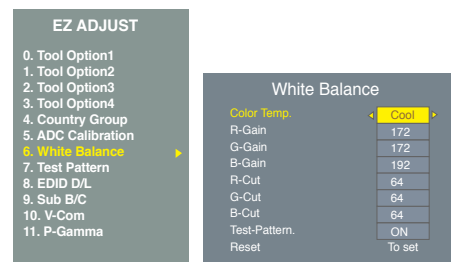 EZ ADJUST
0. Tool Option1
1. Tool Option2
2. Tool Option3
3. Tool Option4
4. Country Group
5. ADC Calibration
6. White Balance
7. Test Pattern
8. EDID D/L
9. Sub B/C
10. V-Com
11. P-Gamma
White Balance
Color Temp. Cool
R-Gain 172
G-Gain 172
B-Gain 192
R-Cut 64
G-Cut 64
B-Cut 64
Test-Pattern. ON
Reset To set